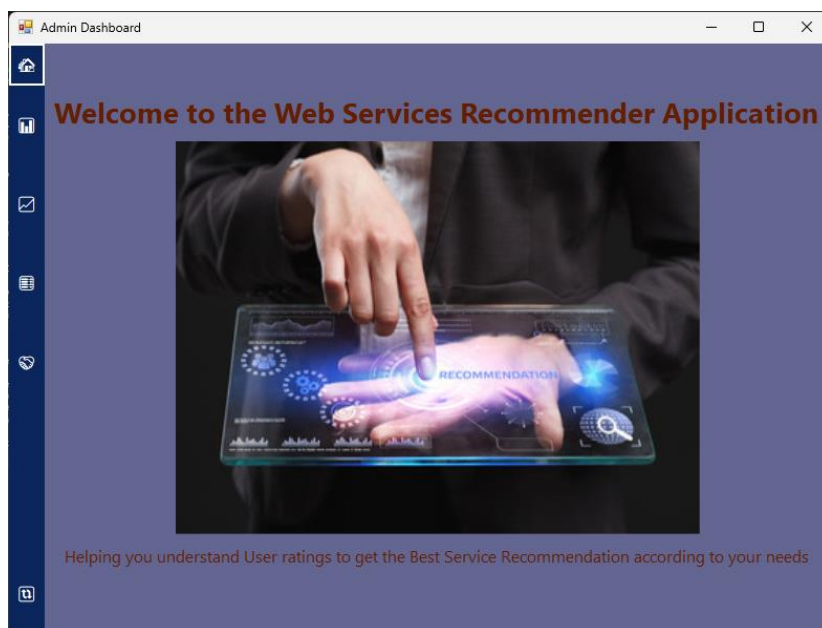 Admin Dashboard
Welcome to the Web Services Recommender Application
RECOMMENDATION
Helping you understand User ratings to get the Best Service Recommendation according to your needs